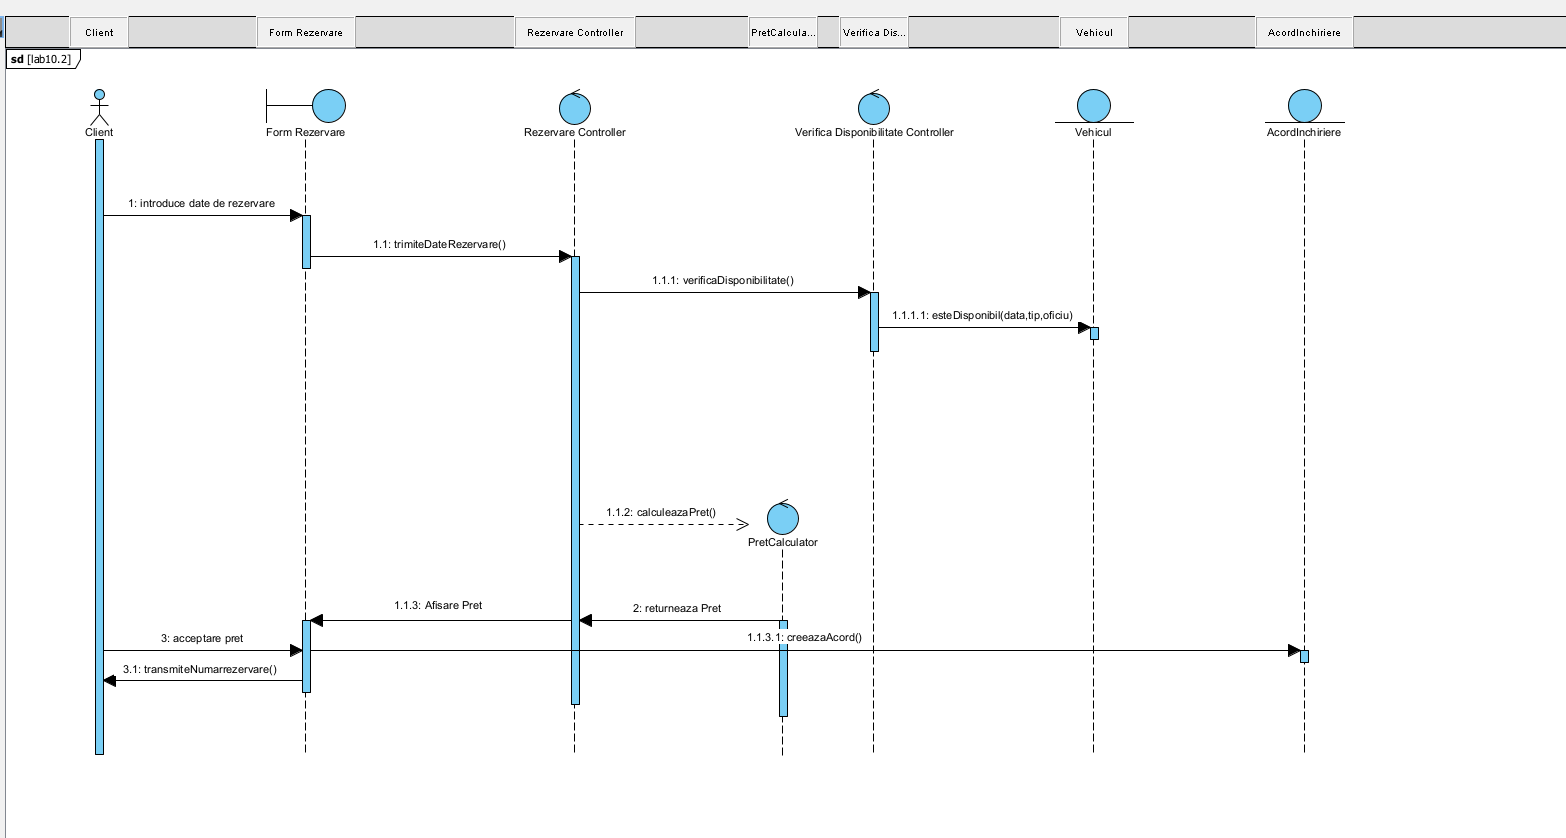 Client
Form Rezervare
Rezervare Controller
PretCalcula...
Verifica Dis...
Vehicul
AcordInchiriere
sd [lab10.2]
Client
Form Rezervare
Rezervare Controller
Verifica Disponibilitate Controller
Vehicul
AcordInchiriere
1: introduce date de rezervare
1.1: trimiteDateRezervare()
1.1.1: verificaDisponibilitate()
1.1.1.1: esteDisponibil(data,tip,oficiu)
1.1.2: calculeazaPret()
PretCalculator
1.1.3: Afisare Pret
2: returneaza Pret
3: acceptare pret
1.1.3.1: creeazaAcord()
3.1: transmiteNumarrezervare()